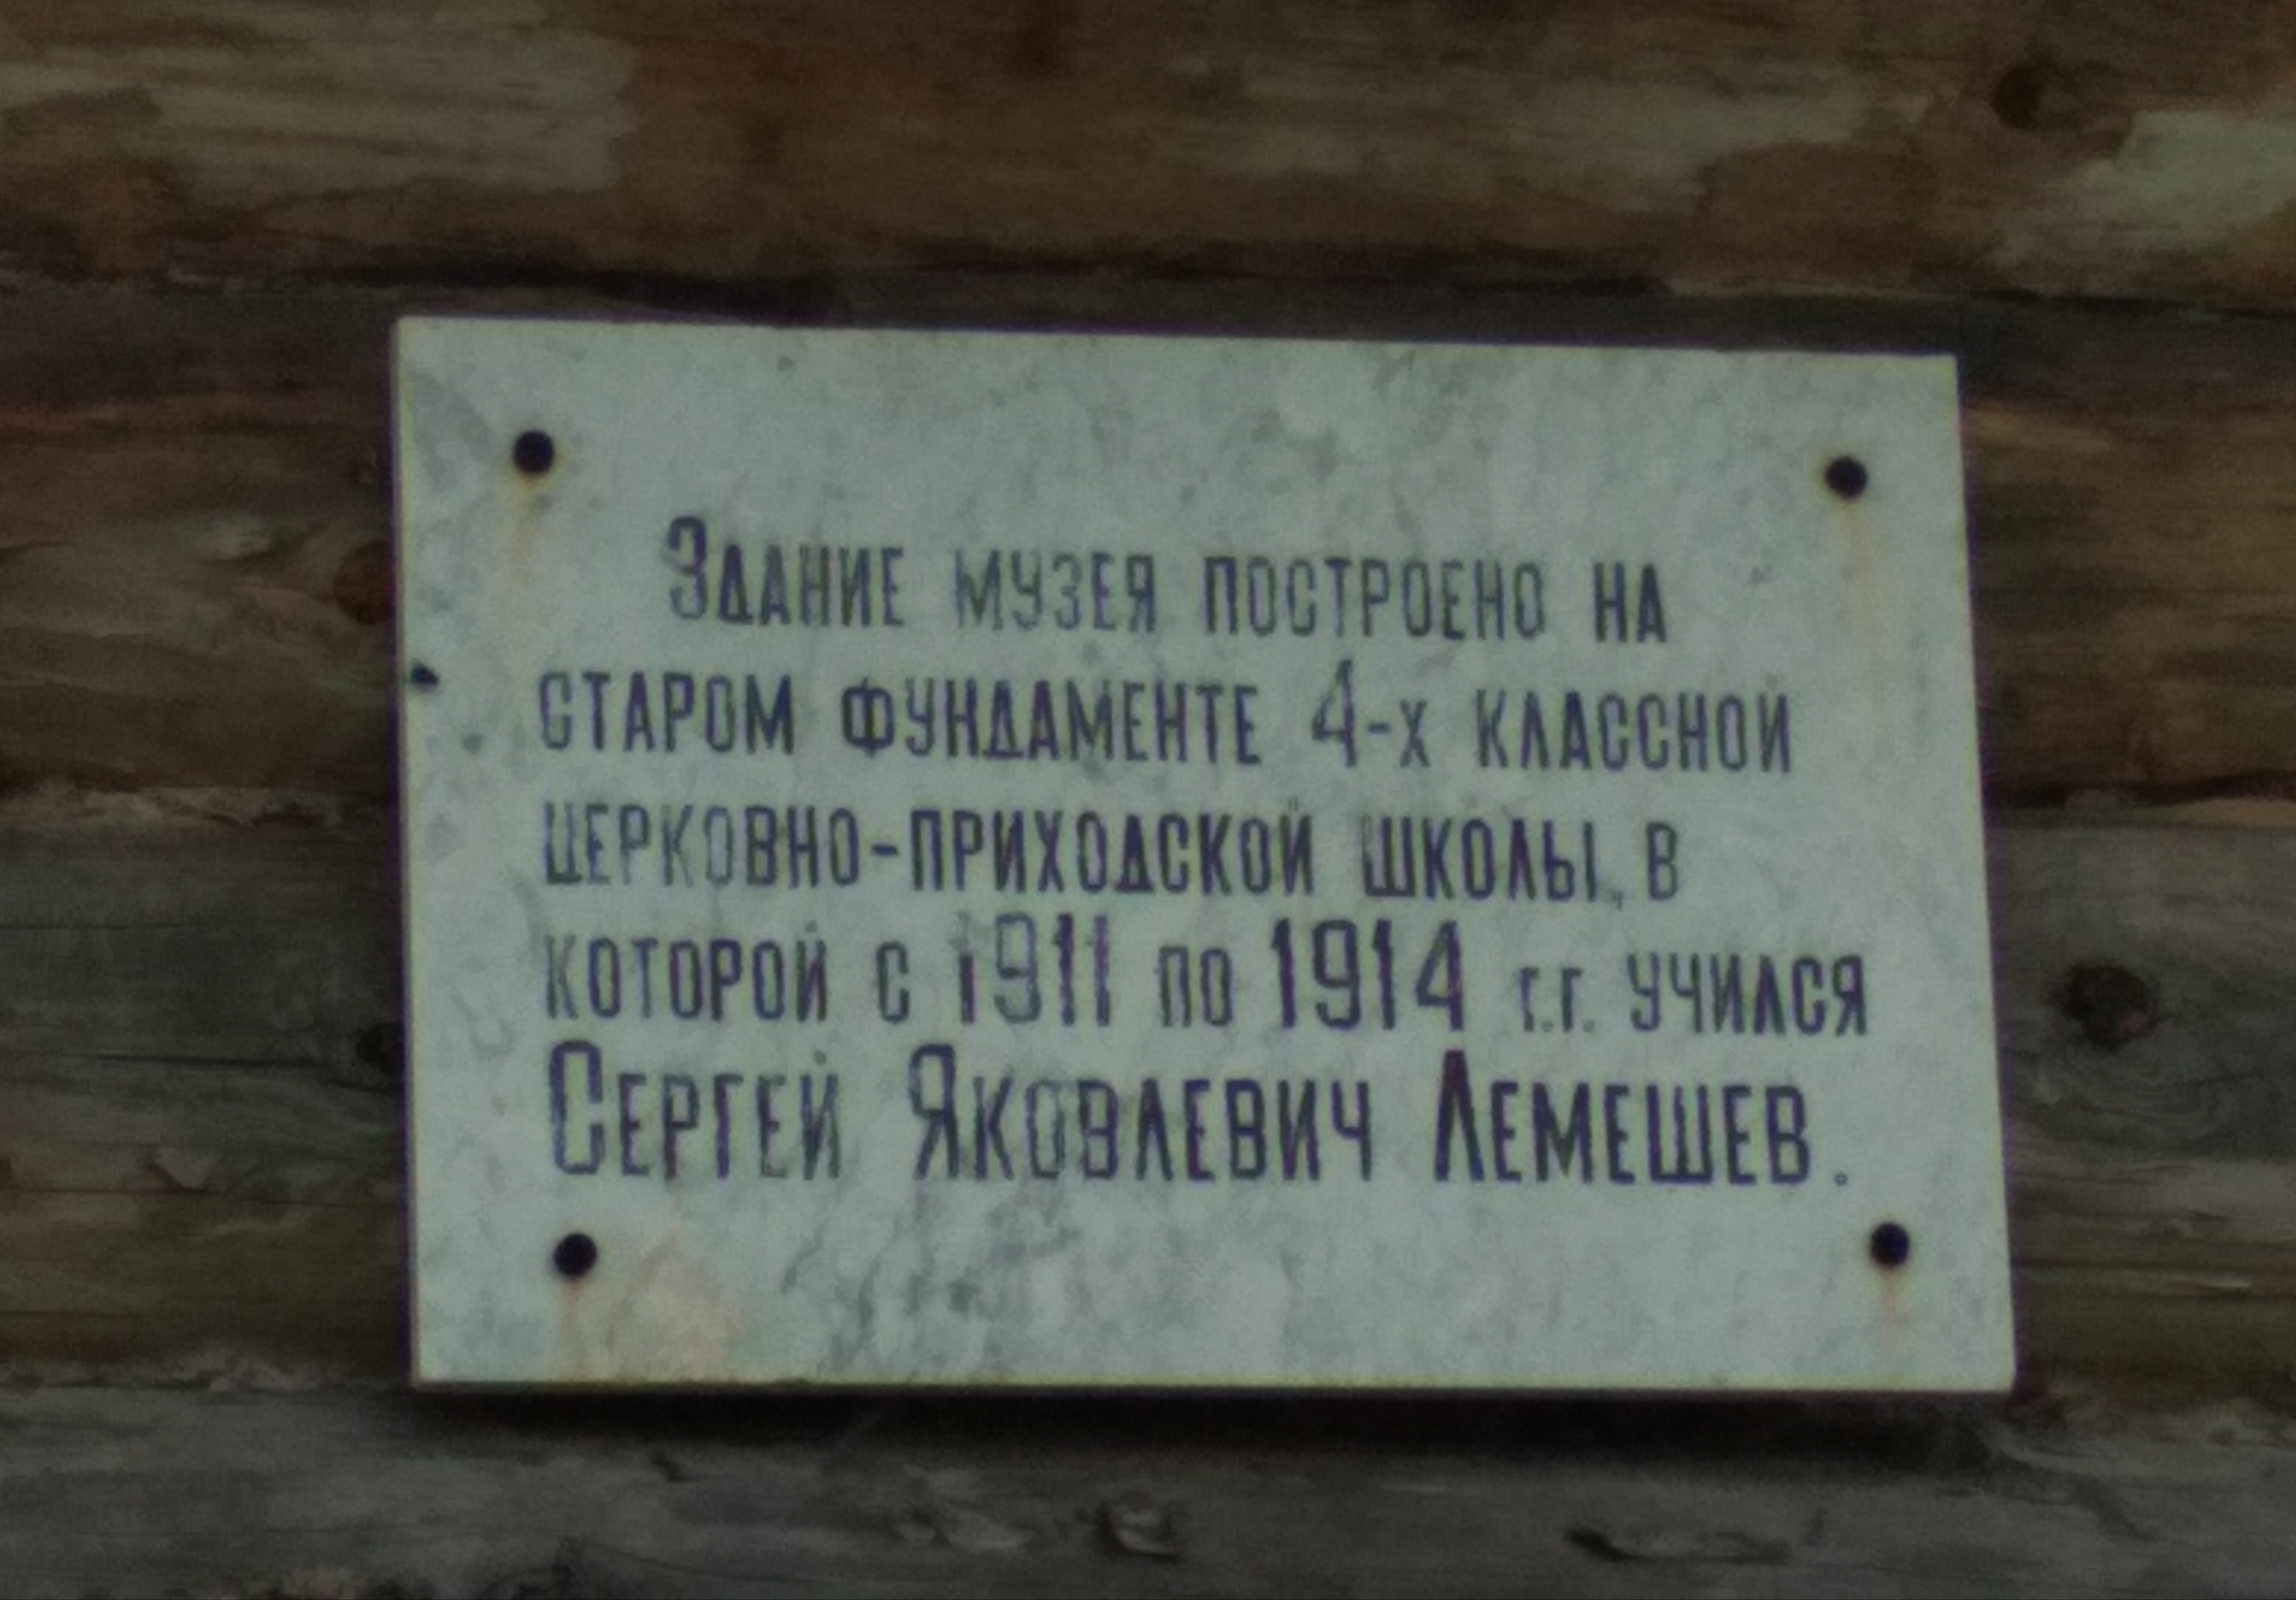 Здание музея построено на
старом фундаменте 4-х классной
церковно-приходской школы, в
которой с 1911 по 1914 г.г. учился
Сергей Яковлевич Лемешев.